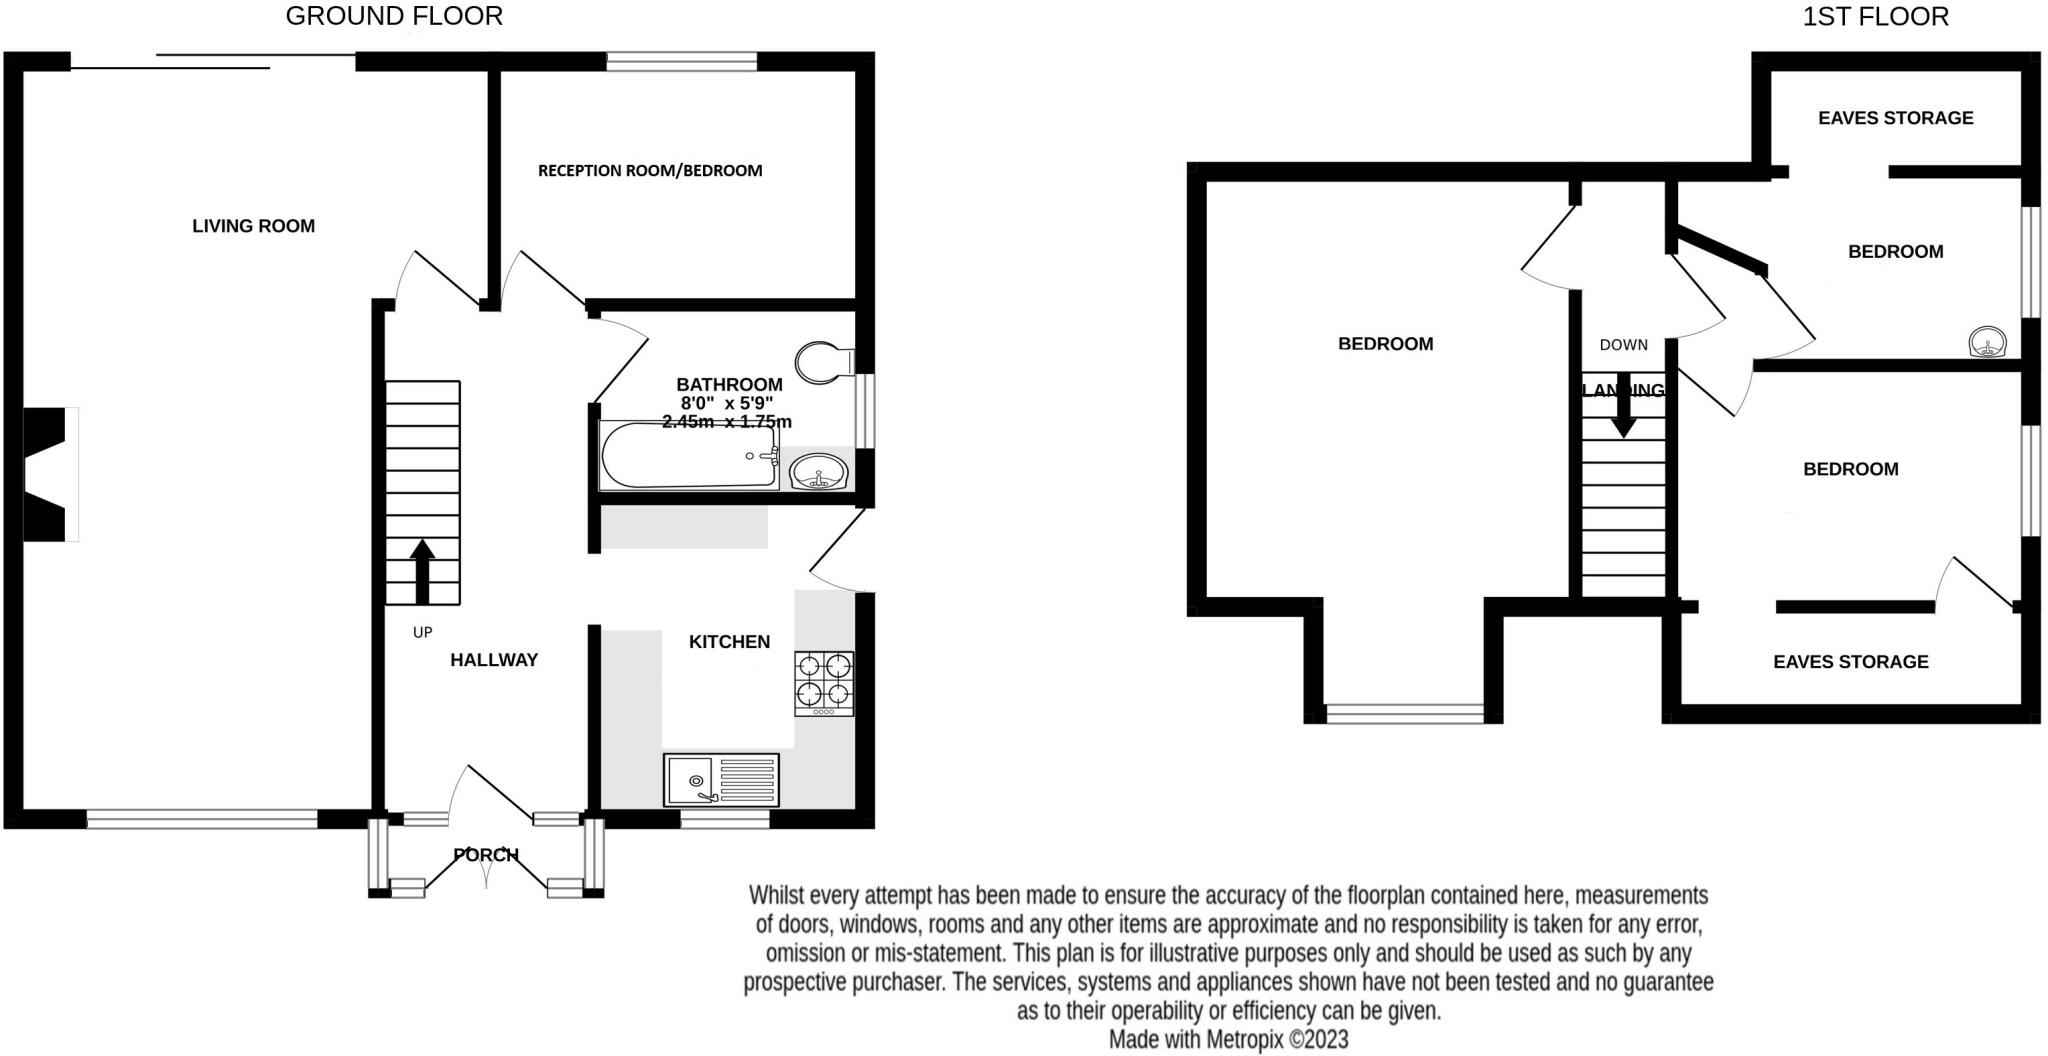 GROUND FLOOR
1ST FLOOR
LIVING ROOM
RECEPTION ROOM/BEDROOM
BATHROOM
8'0" x 5'9"
2.45m x 1.75m
UP
HALLWAY
KITCHEN
PORCH
EAVES STORAGE
BEDROOM
BEDROOM
DOWN
LANDING
BEDROOM
EAVES STORAGE
Whilst every attempt has been made to ensure the accuracy of the floorplan contained here, measurements
of doors, windows, rooms and any other items are approximate and no responsibility is taken for any error,
omission or mis-statement. This plan is for illustrative purposes only and should be used as such by any
prospective purchaser. The services, systems and appliances shown have not been tested and no guarantee
as to their operability or efficiency can be given.
Made with Metropix ©2023